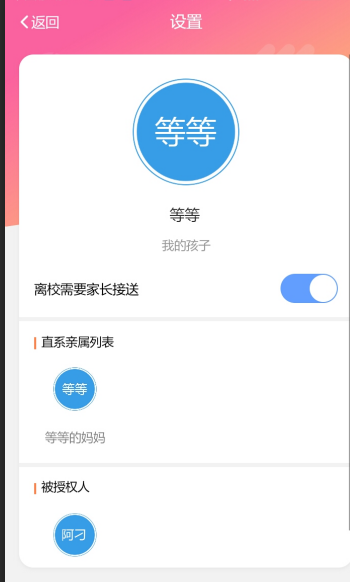 返回
设置
等等
等等
我的孩子
离校需要家长接送
直系亲属列表
等等
等等的妈妈
被授权人
阿刁